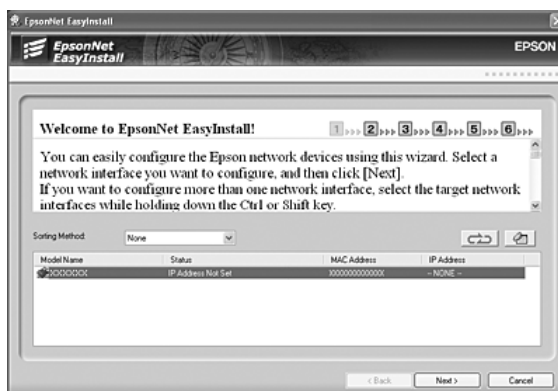 EpsonNet EasyInstall
EpsonNet
EasyInstall
EPSON
Welcome to EpsonNet EasyInstall!
1 >>> 2 >>> 3 >>> 4 >>> 5 >>> 6 >>>
You can easily configure the Epson network devices using this wizard. Select a
network interface you want to configure, and then click [Next].
If you want to configure more than one network interface, select the target network
interfaces while holding down the Ctrl or Shift key.
Sorting Method: None
Model Name Status MAC Address IP Address
XXXXXXX IP Address Not Set XXXXXXXXXXXX -- NONE --
< Back Next > Cancel